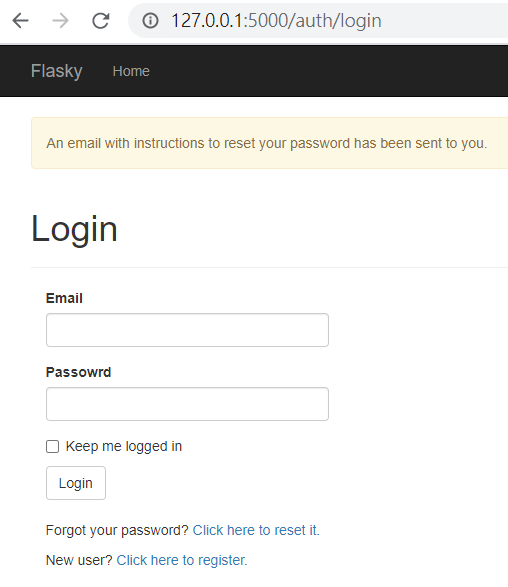 127.0.0.1:5000/auth/login
Flasky Home
An email with instructions to reset your password has been sent to you.
Login
Email
Passowrd
Keep me logged in
Login
Forgot your password? Click here to reset it.
New user? Click here to register.